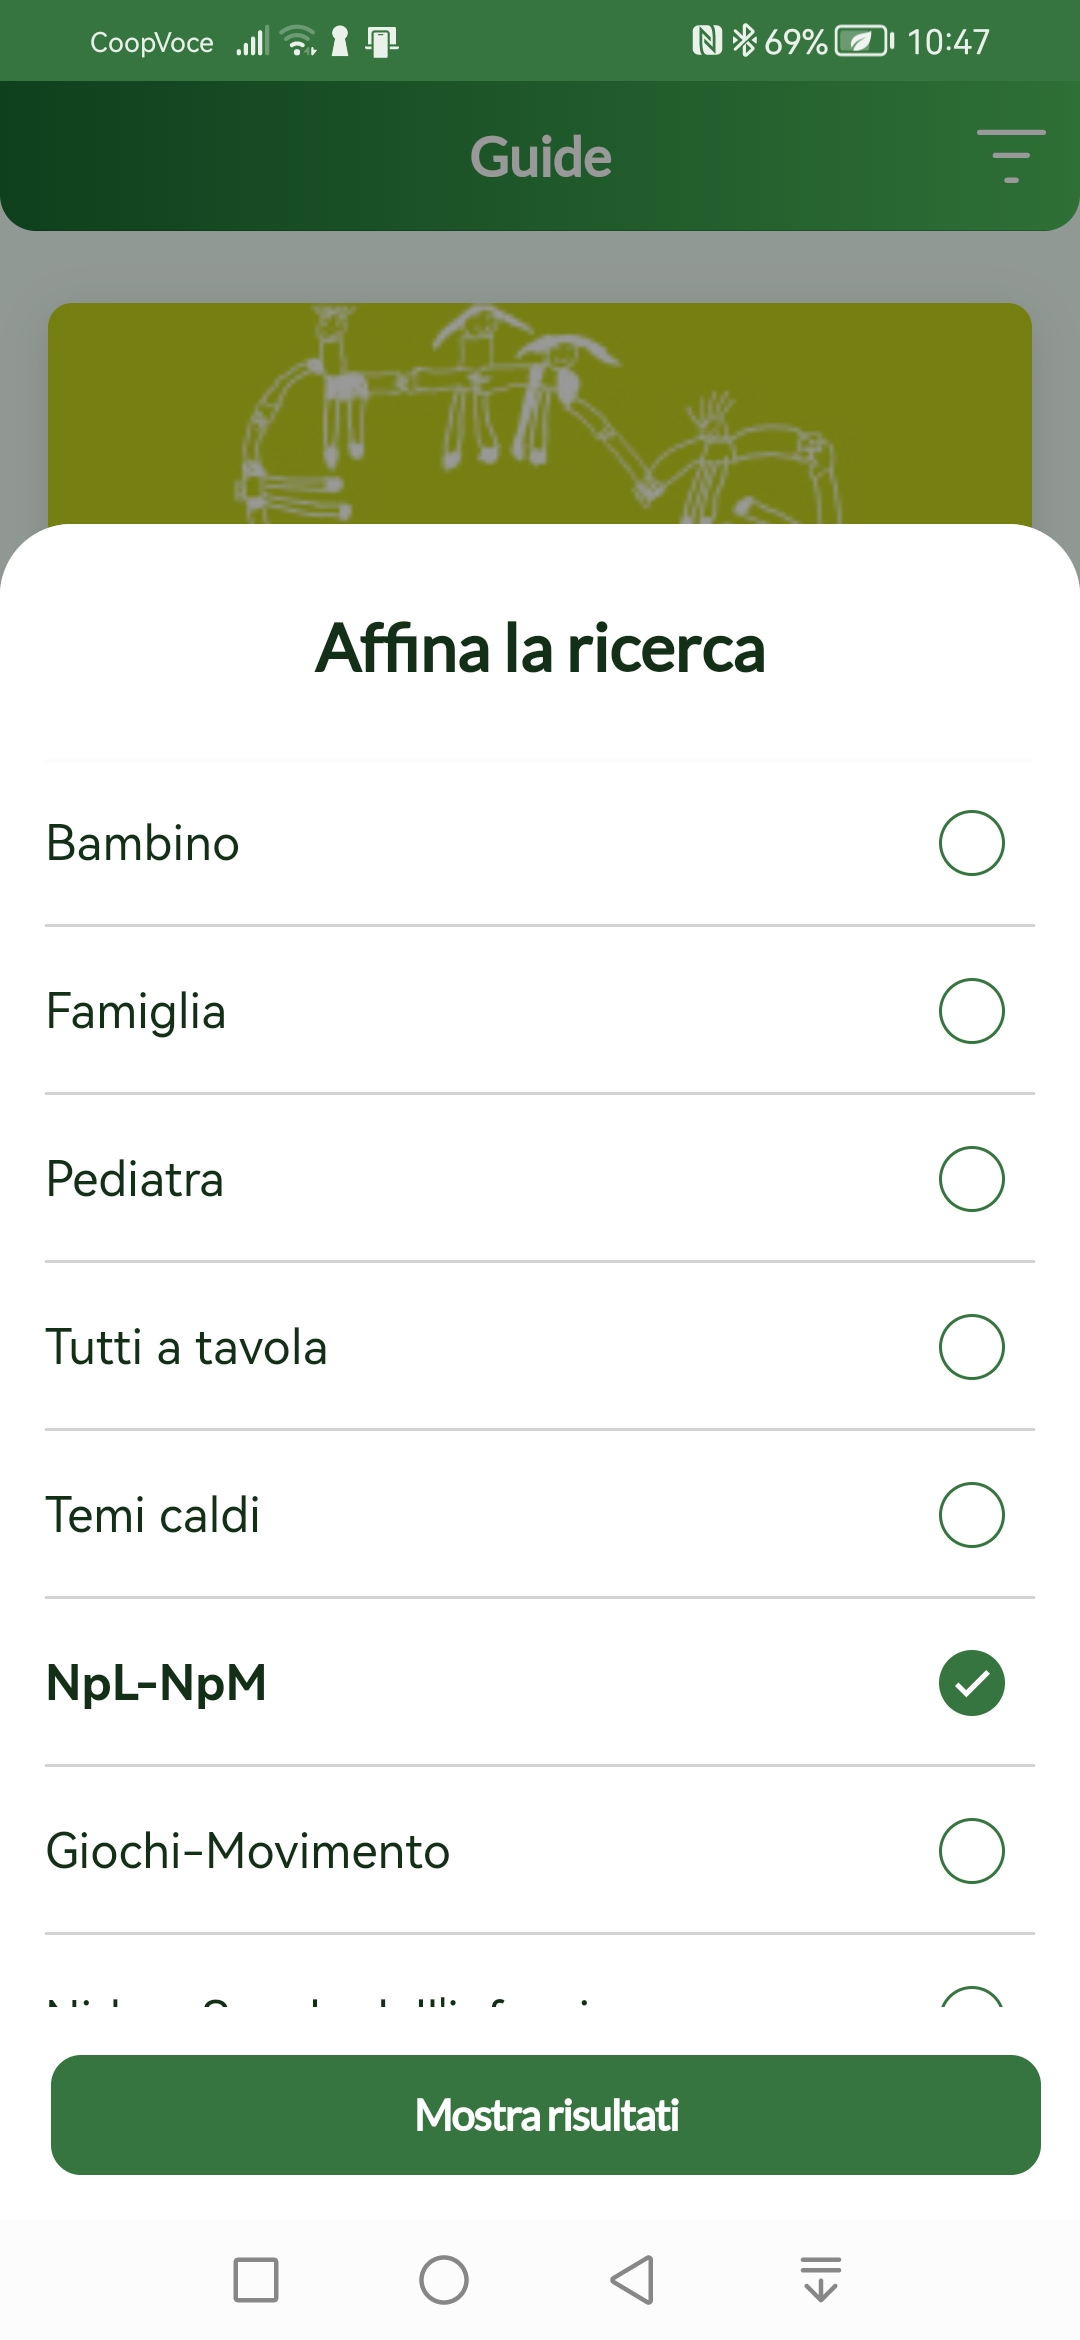 CoopVoce 69% 10:47
Guide
Affina la ricerca
Bambino
Famiglia
Pediatra
Tutti a tavola
Temi caldi
NpL-NpM
Giochi-Movimento
Mostra risultati